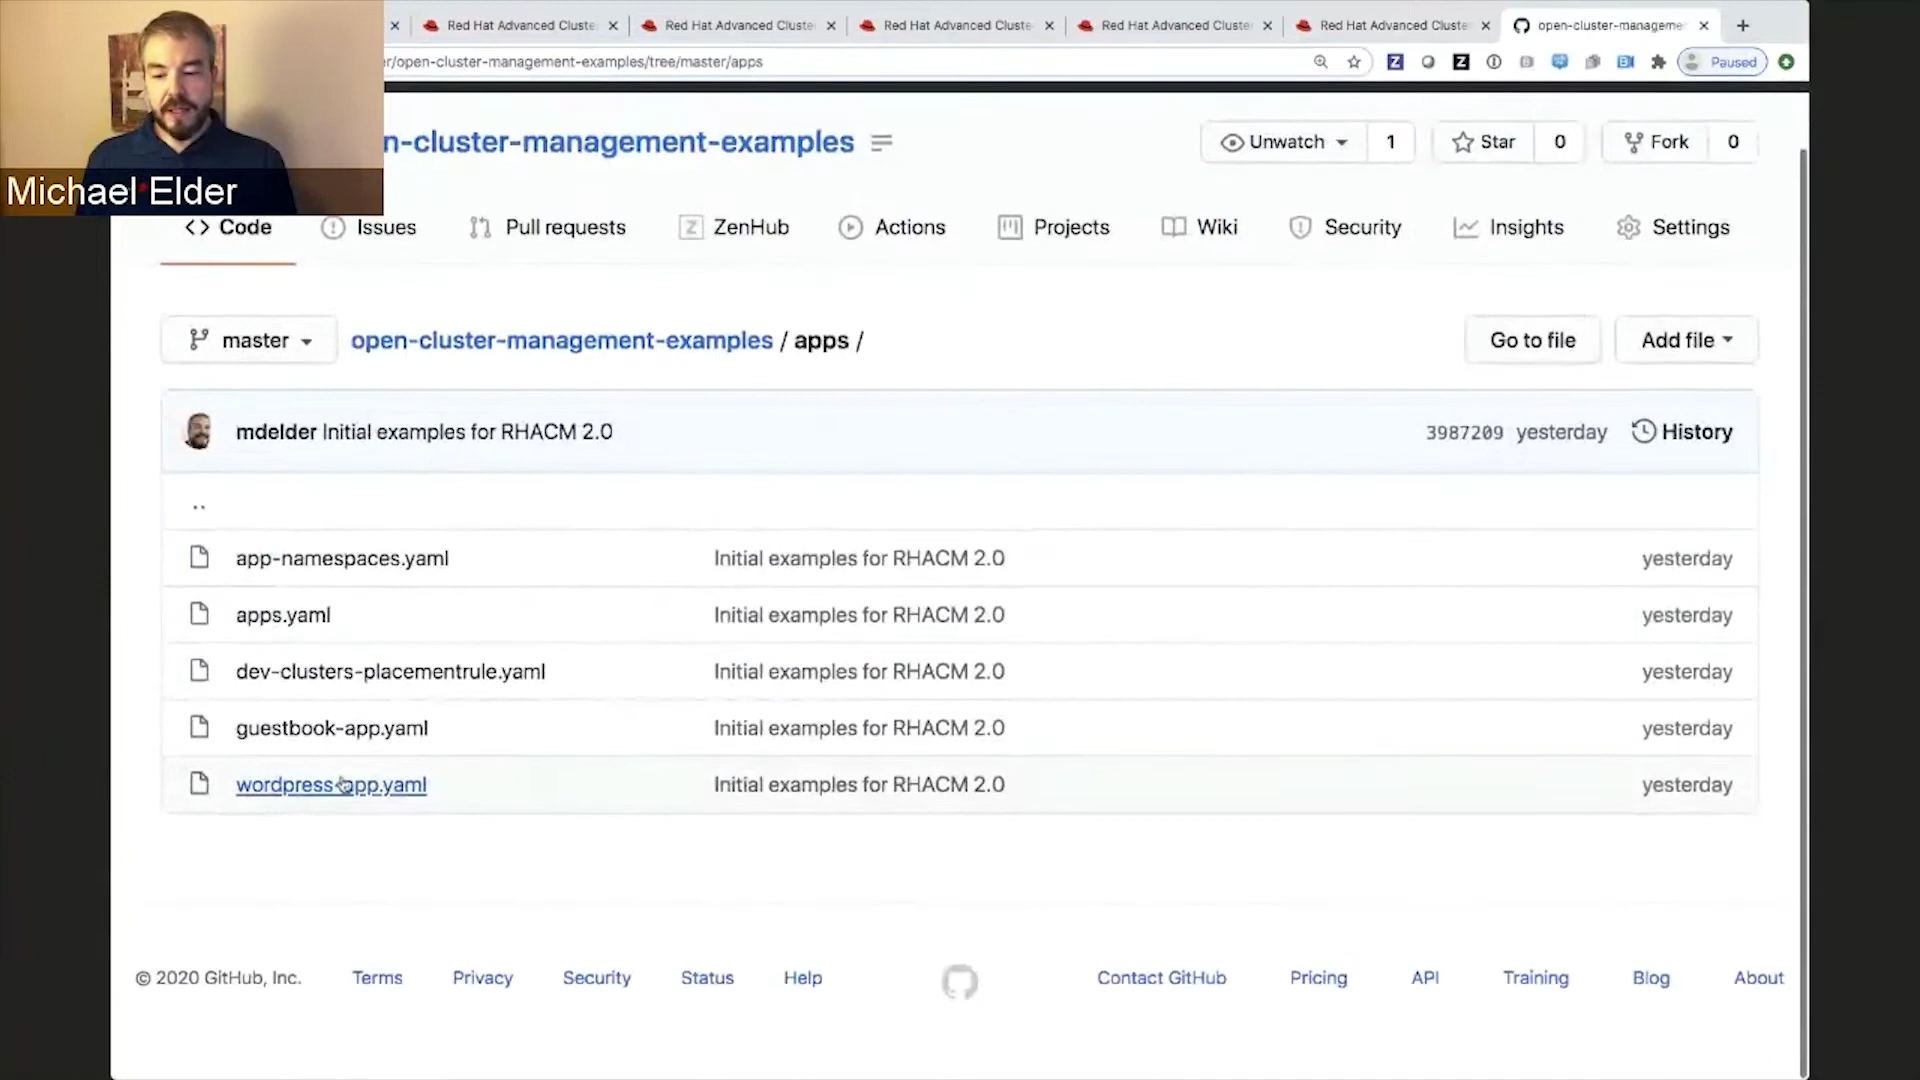 Red Hat Advanced Cluste
Red Hat Advanced Cluste
Red Hat Advanced Cluste
Red Hat Advanced Cluste
Red Hat Advanced Cluste
open-cluster-manageme
r/open-cluster-management-examples/tree/master/apps
Paused
Michael Elder
n-cluster-management-examples
Unwatch 1
Star 0
Fork 0
Code
Issues
Pull requests
ZenHub
Actions
Projects
Wiki
Security
Insights
Settings
master
open-cluster-management-examples / apps /
Go to file
Add file
mdelder Initial examples for RHACM 2.0
3987209 yesterday
History
..
app-namespaces.yaml Initial examples for RHACM 2.0 yesterday
apps.yaml Initial examples for RHACM 2.0 yesterday
dev-clusters-placementrule.yaml Initial examples for RHACM 2.0 yesterday
guestbook-app.yaml Initial examples for RHACM 2.0 yesterday
wordpress-app.yaml Initial examples for RHACM 2.0 yesterday
© 2020 GitHub, Inc. Terms Privacy Security Status Help Contact GitHub Pricing API Training Blog About